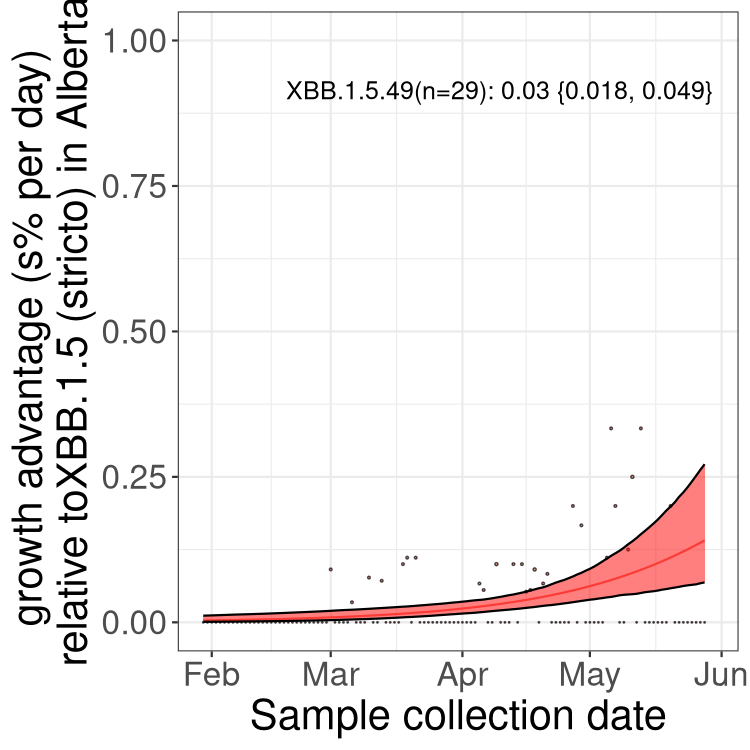 growth advantage (s% per day)
relative toXBB.1.5 (stricto) in Alberta
1.00
0.75
0.50
0.25
0.00
XBB.1.5.49(n=29): 0.03 {0.018, 0.049}
Feb Mar Apr May Jun
Sample collection date